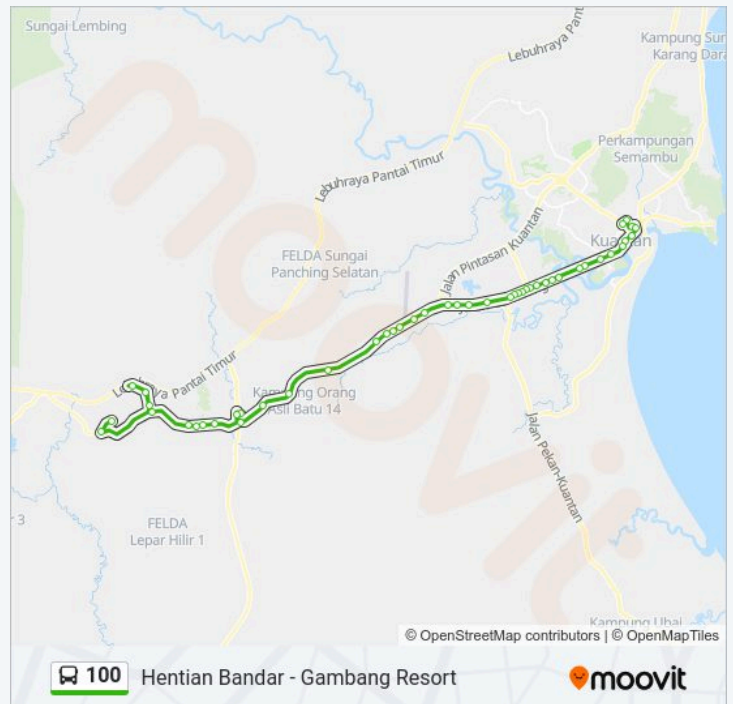 Sungai Lembing
Lebuhraya Pant
Kampung Sun
Karang Dara
Perkampungan
Semambu
Lebuhraya Pantai Timur
Kuantan
FELDA Sungai
Panching Selatan
Jalan Pintasan Kuantan
Pantai Timur
Kampung Orang
Asli Batu 14
Jalan Pekan-Kuantan
FELDA
Lepar Hilir 1
r 3
moovit
Kampung Ubai
© OpenStreetMap contributors | © OpenMapTiles
100 Hentian Bandar - Gambang Resort
moovit